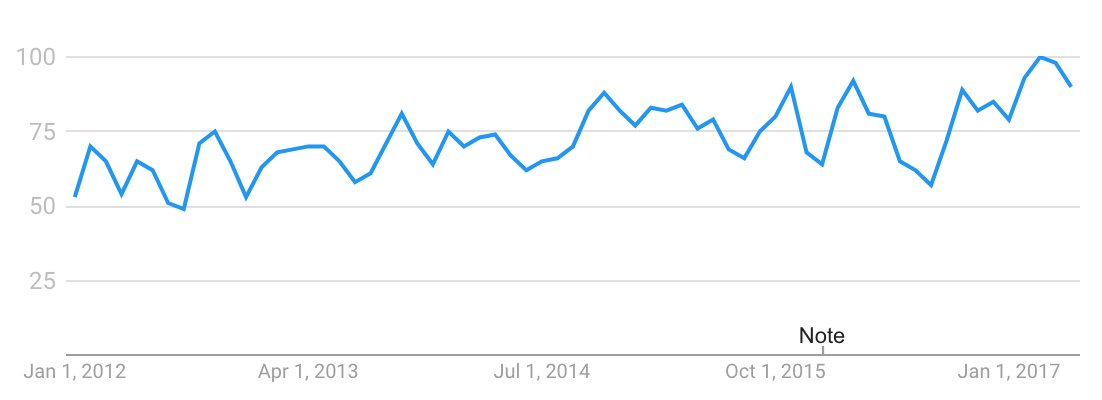 100
75
50
25
Note
Jan 1, 2012
Apr 1, 2013
Jul 1, 2014
Oct 1, 2015
Jan 1, 2017